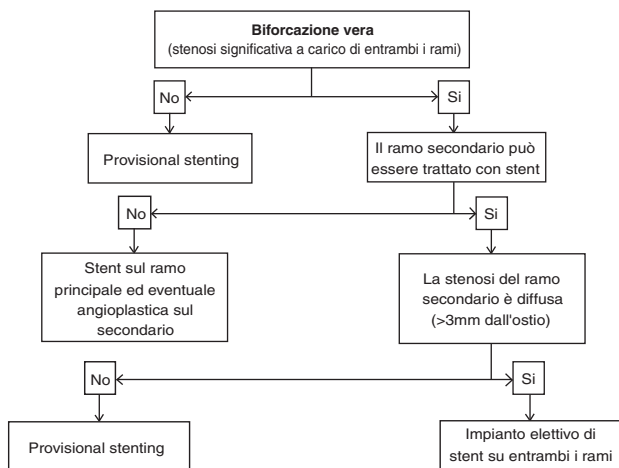 Biforcazione vera
(stenosi significativa a carico di entrambi i rami)
No
Si
Provisional stenting
Il ramo secondario può
essere trattato con stent
No
Si
Stent sul ramo
principale ed eventuale
angioplastica sul
secondario
La stenosi del ramo
secondario è diffusa
(>3mm dall'ostio)
No
Si
Provisional stenting
Impianto elettivo di
stent su entrambi i rami